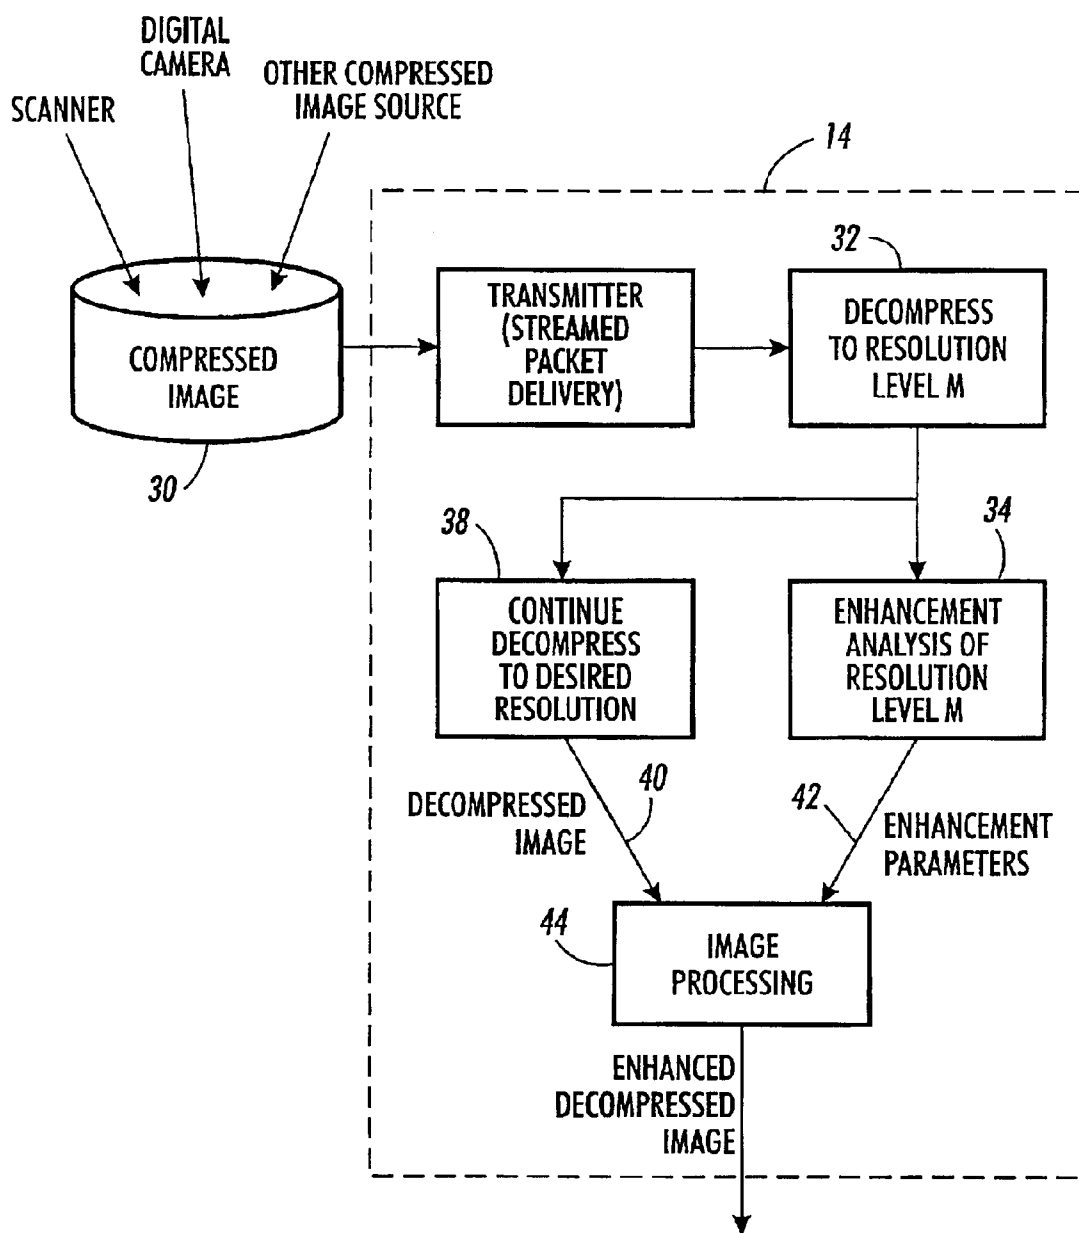 DIGITAL
CAMERA
OTHER COMPRESSED
IMAGE SOURCE
SCANNER
14
32
TRANSMITTER
(STREAMED
PACKET
DELIVERY)
DECOMPRESS
TO RESOLUTION
LEVEL M
COMPRESSED
IMAGE
30
38
34
CONTINUE
DECOMPRESS
TO DESIRED
RESOLUTION
ENHANCEMENT
ANALYSIS OF
RESOLUTION
LEVEL M
DECOMPRESSED
IMAGE
40
42
ENHANCEMENT
PARAMETERS
44
IMAGE
PROCESSING
ENHANCED
DECOMPRESSED
IMAGE